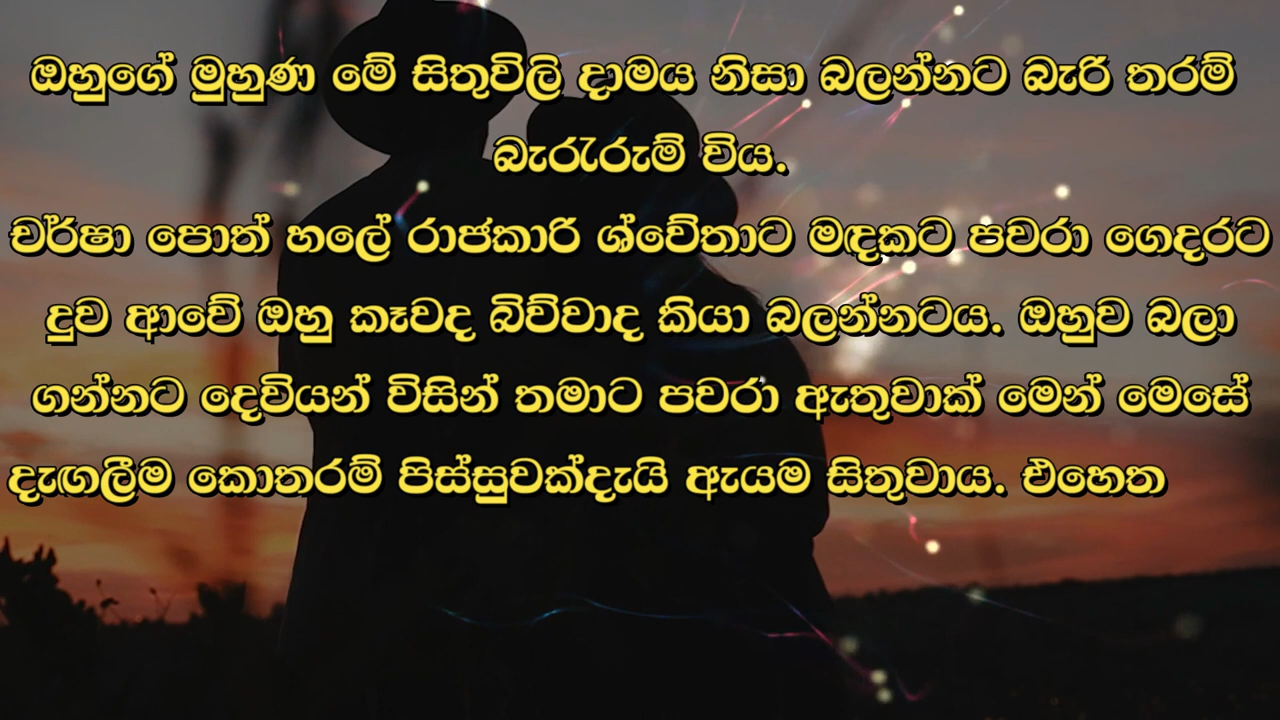 ඔහුගේ මුහුණ මේ සිතුවිලි දාමය නිසා බලන්නට බැරි තරම්
බැරෑරුම් විය.
චර්ෂා පොත් හලේ රාජකාරි ශ්වේතාට මඳකට පවරා ගෙදරට
දුව ආවේ ඔහු කෑවද බිව්වාද කියා බලන්නටය. ඔහුව බලා
ගන්නට දෙවියන් විසින් තමාට පවරා ඇතුවාක් මෙන් මෙසේ
දැඟලීම කොතරම් පිස්සුවක්දැයි ඇයම සිතුවාය. එහෙත